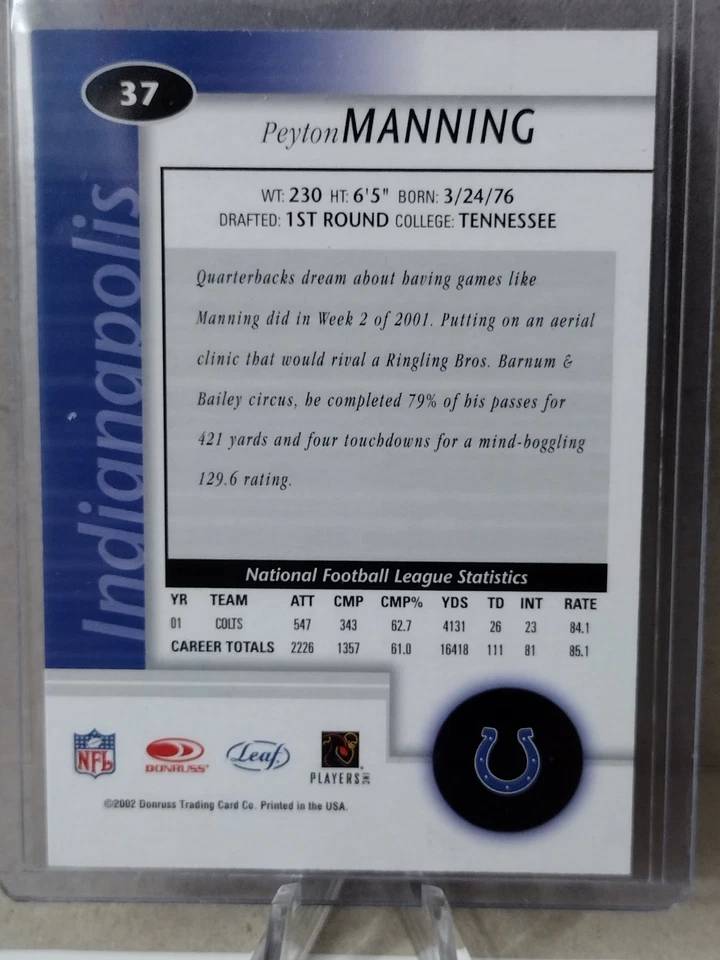 37
Peyton MANNING
WT: 230 HT: 6'5" BORN: 3/24/76
DRAFTED: 1ST ROUND COLLEGE: TENNESSEE
Indianapolis
Quarterbacks dream about having games like
Manning did in Week 2 of 2001. Putting on an aerial
clinic that would rival a Ringling Bros. Barnum &
Bailey circus, he completed 79% of his passes for
421 yards and four touchdowns for a mind-boggling
129.6 rating.
National Football League Statistics
YR TEAM ATT CMP CMP% YDS TD INT RATE
01 COLTS 547 343 62.7 4131 26 23 84.1
CAREER TOTALS 2226 1357 61.0 16418 111 81 85.1
NFL DONRUSS Leaf PLAYERS INC
©2002 Donruss Trading Card Co. Printed in the USA.